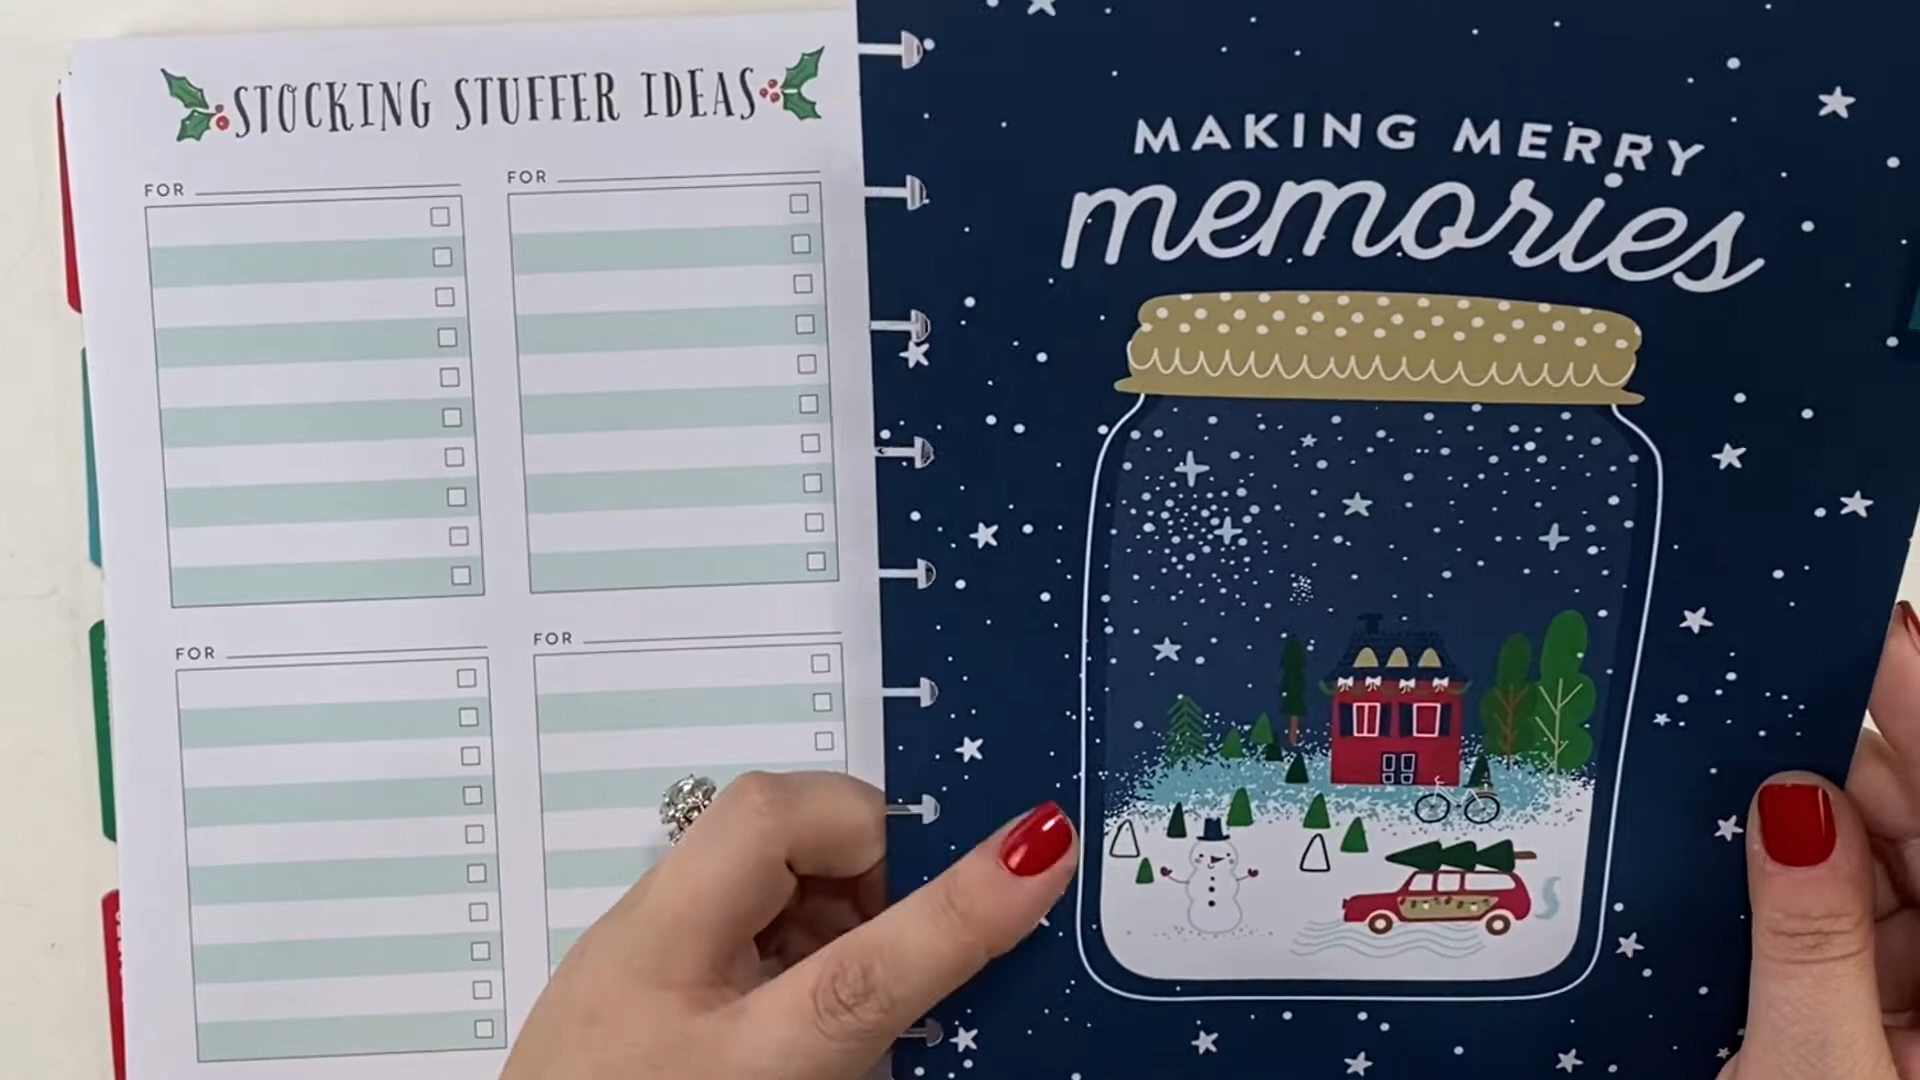 STOCKING STUFFER IDEAS
FOR
FOR
FOR
FOR
MAKING MERRY
memories